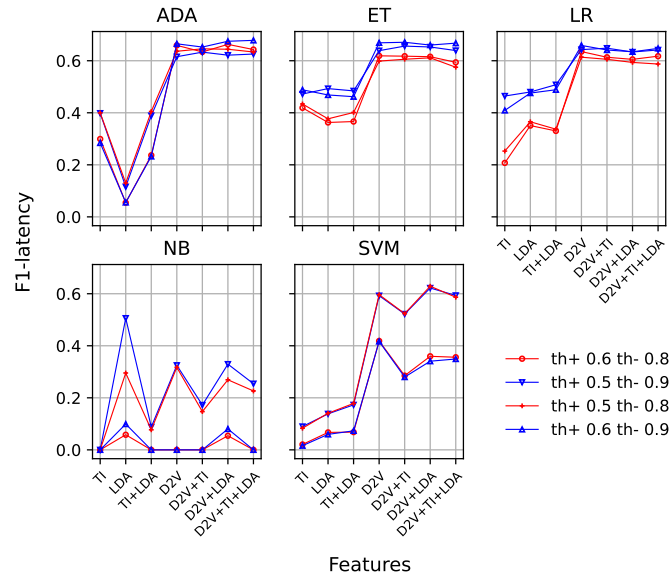 ADA ET LR
0.6
0.4
0.2
0.0
TI LDA TI+LDA D2V D2V+TI D2V+LDA D2V+TI+LDA
F1-latency
NB SVM
0.6
0.4
0.2
0.0
TI LDA TI+LDA D2V D2V+TI D2V+LDA D2V+TI+LDA
TI LDA TI+LDA D2V D2V+TI D2V+LDA D2V+TI+LDA
th+ 0.6 th- 0.8
th+ 0.5 th- 0.9
th+ 0.5 th- 0.8
th+ 0.6 th- 0.9
Features